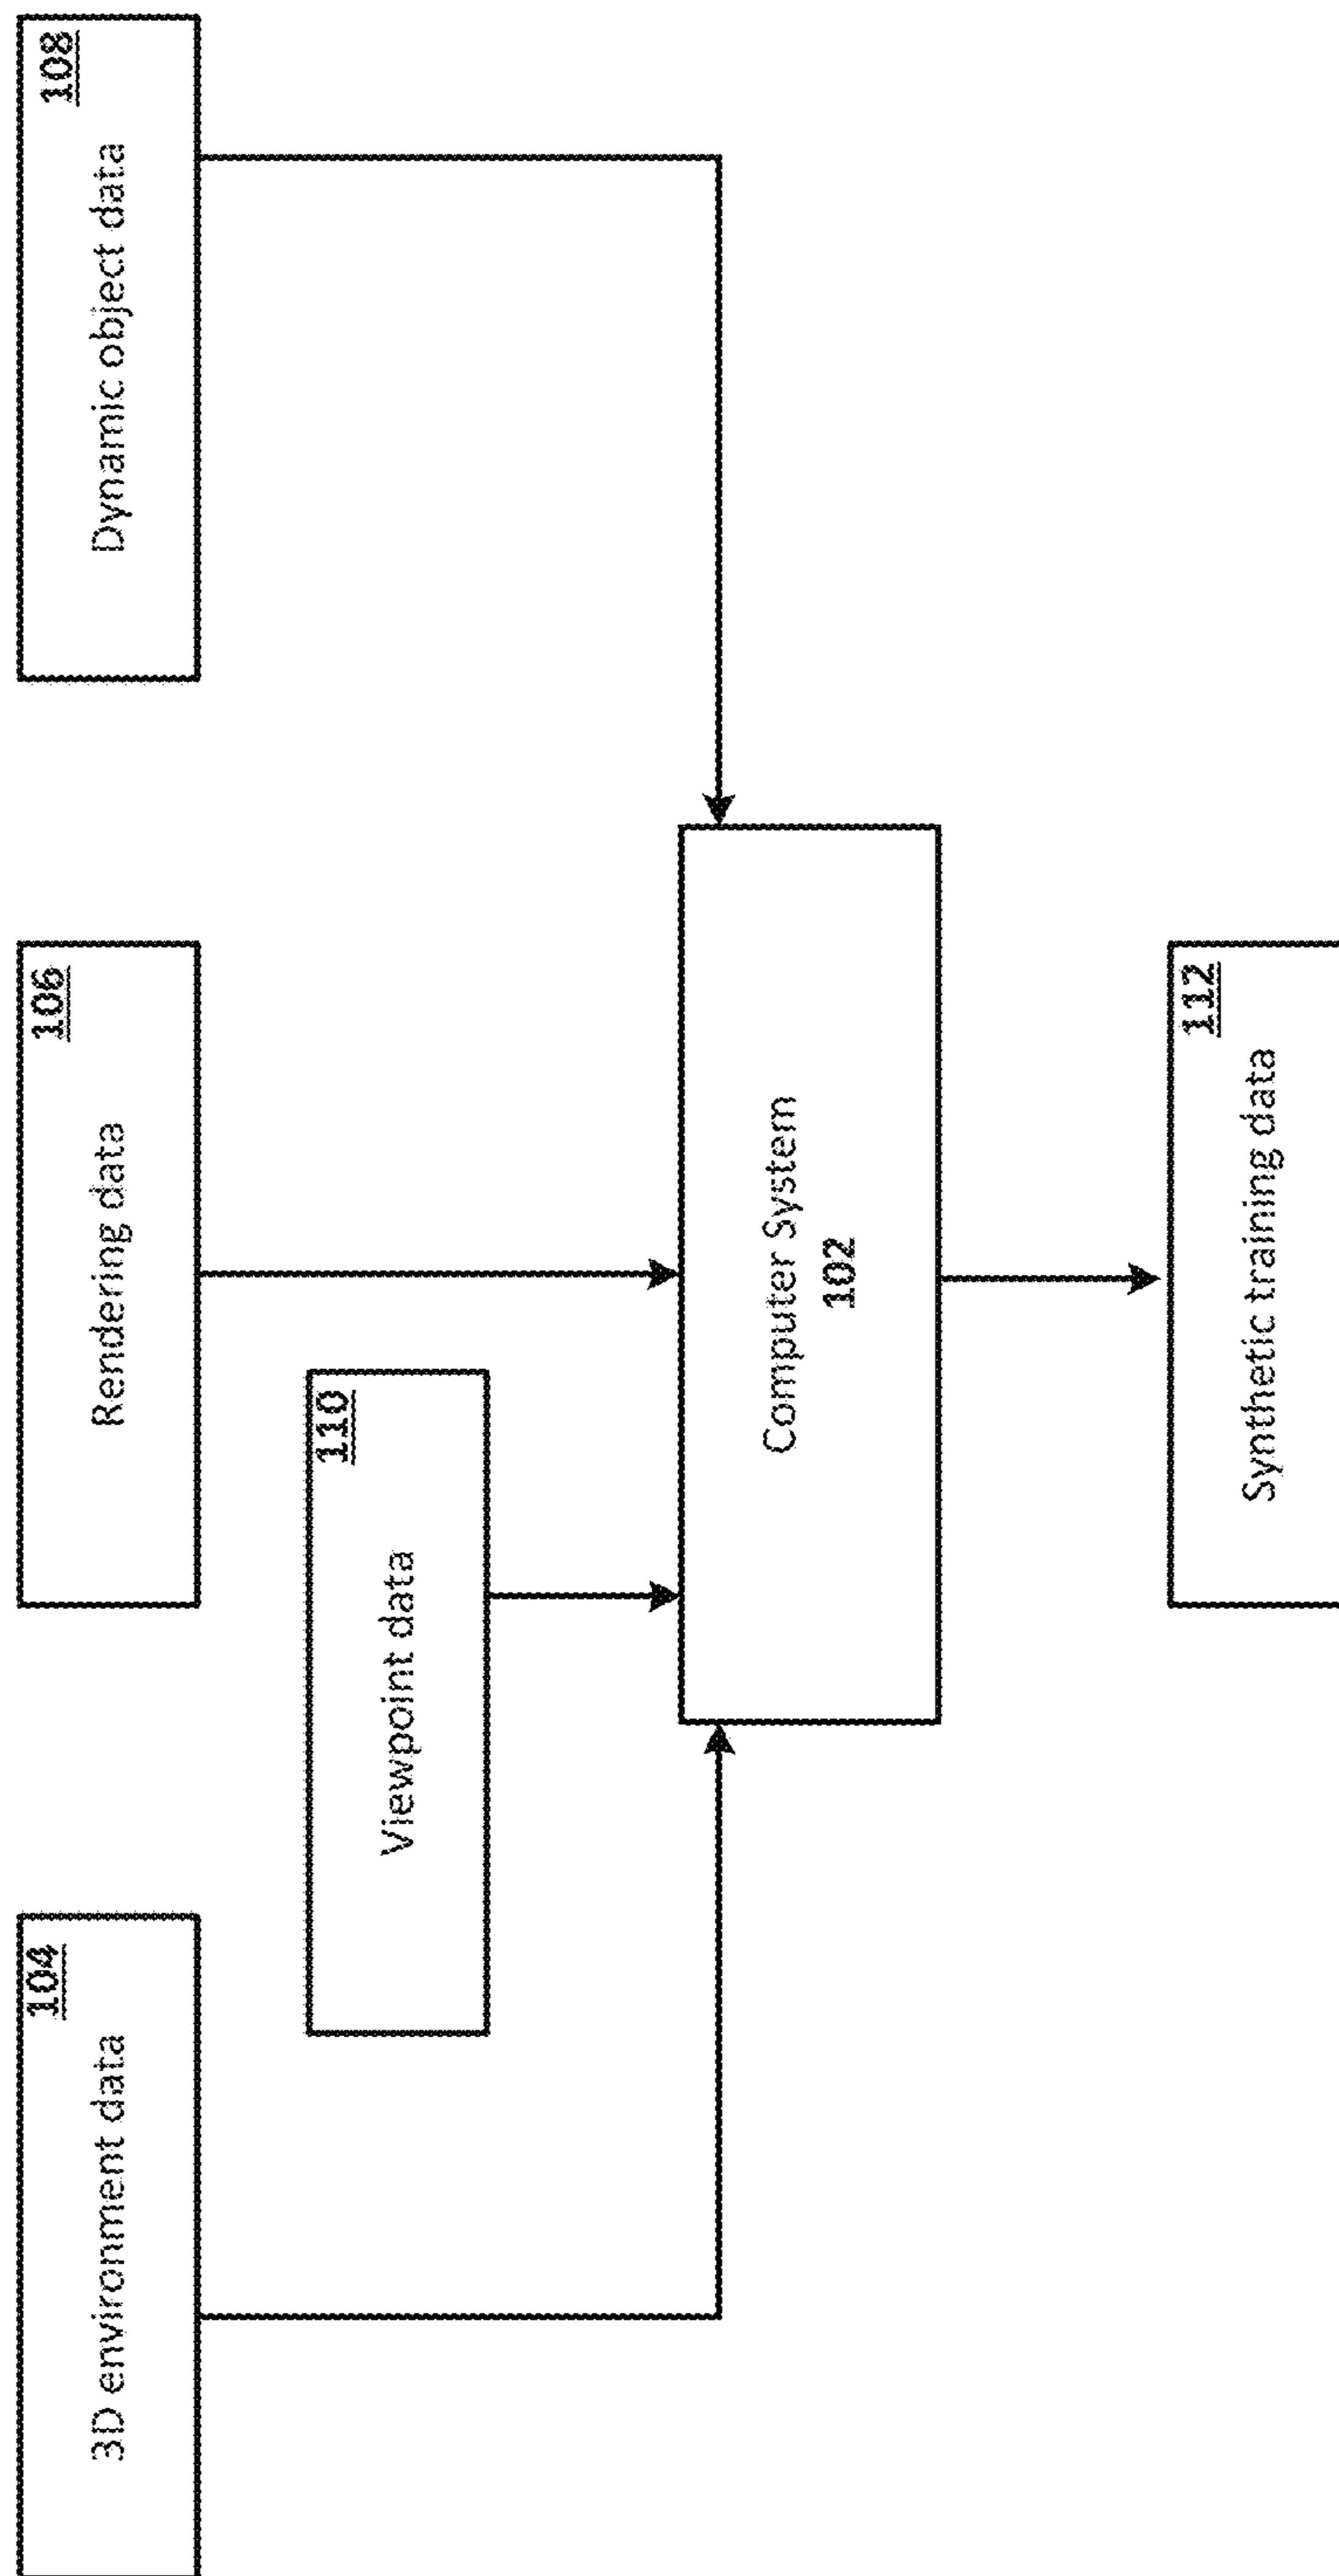 104
3D environment data
106
Rendering data
108
Dynamic object data
110
Viewpoint data
Computer System
102
112
Synthetic training data